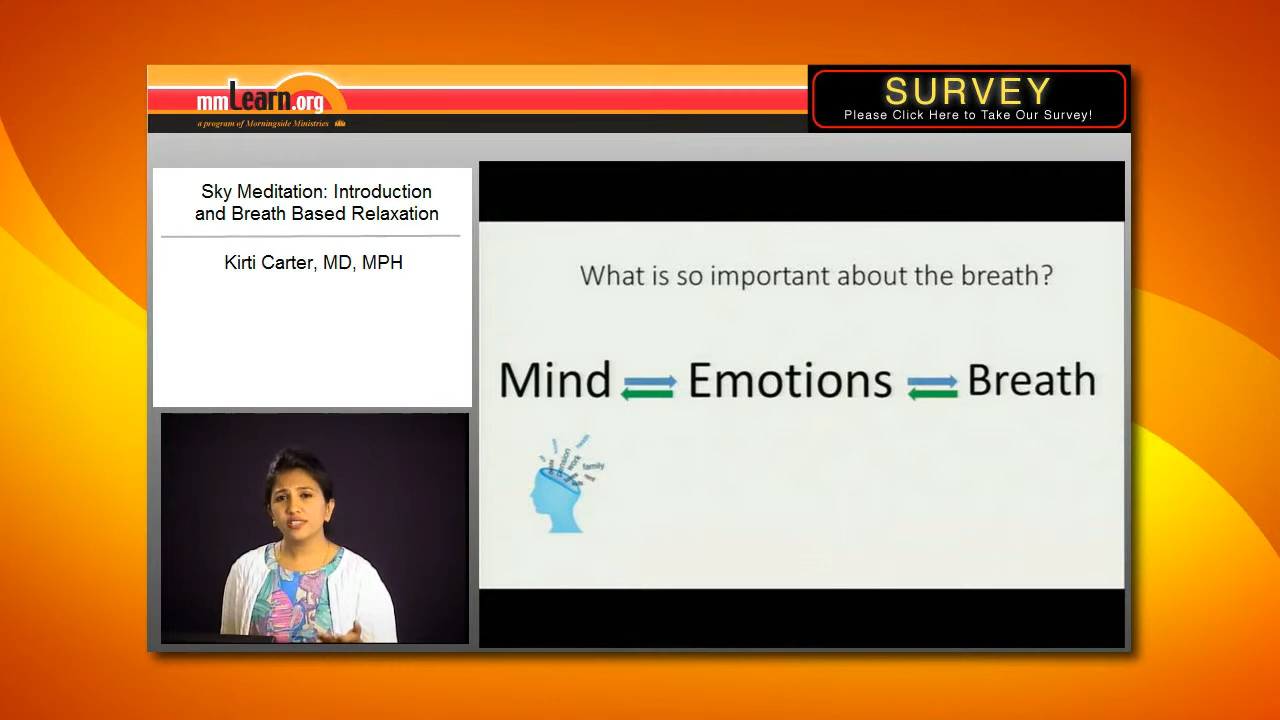 mmLearn.org
a program of Morningside Ministries
SURVEY
Please Click Here to Take Our Survey!
Sky Meditation: Introduction
and Breath Based Relaxation
Kirti Carter, MD, MPH
What is so important about the breath?
Mind Emotions Breath
work
family